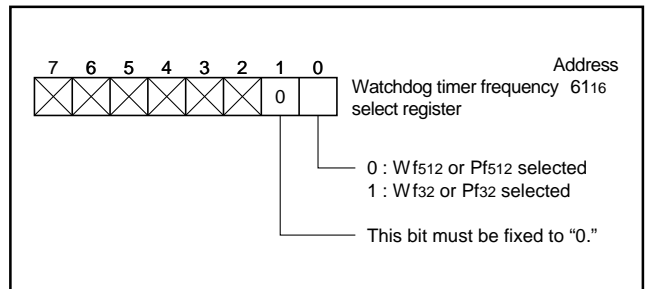 7 6 5 4 3 2 1 0 Address
Watchdog timer frequency 6116
select register
0
0 : Wf512 or Pf512 selected
1 : Wf32 or Pf32 selected
This bit must be fixed to “0.”